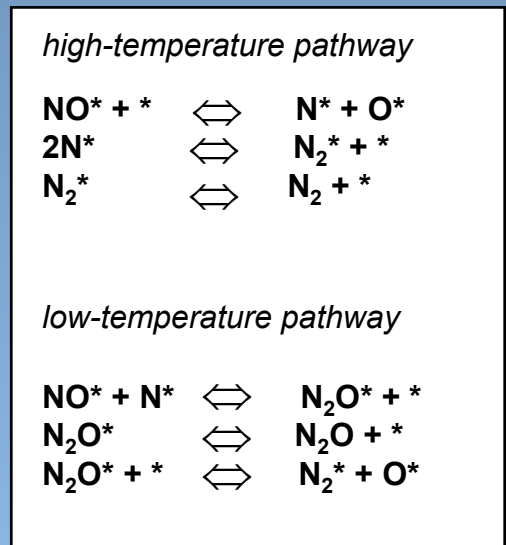 high-temperature pathway
NO* + * ⇔ N* + O*
2N* ⇔ N₂* + *
N₂* ⇔ N₂ + *
low-temperature pathway
NO* + N* ⇔ N₂O* + *
N₂O* ⇔ N₂O + *
N₂O* + * ⇔ N₂* + O*